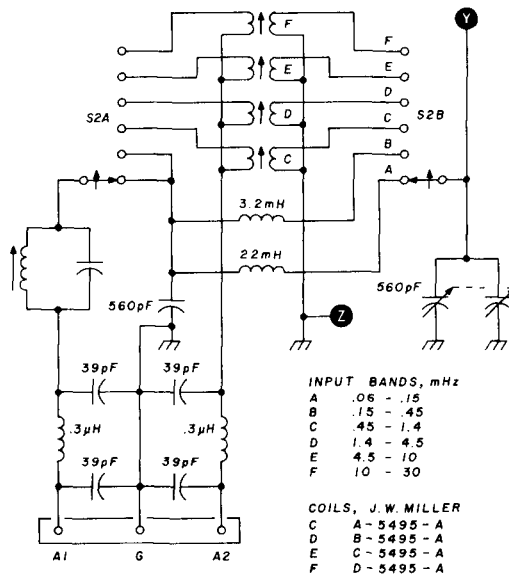 Y
F
F
E
E
D
D
S2A
C
S2B
C
B
A
3.2mH
22mH
560pF
560pF
Z
39pF
39pF
.3µH
.3µH
39pF
39pF
A1
G
A2
INPUT BANDS, mHz
A .06 - .15
B .15 - .45
C .45 - 1.4
D 1.4 - 4.5
E 4.5 - 10
F 10 - 30
COILS, J.W. MILLER
C A-5495-A
D B-5495-A
E C-5495-A
F D-5495-A